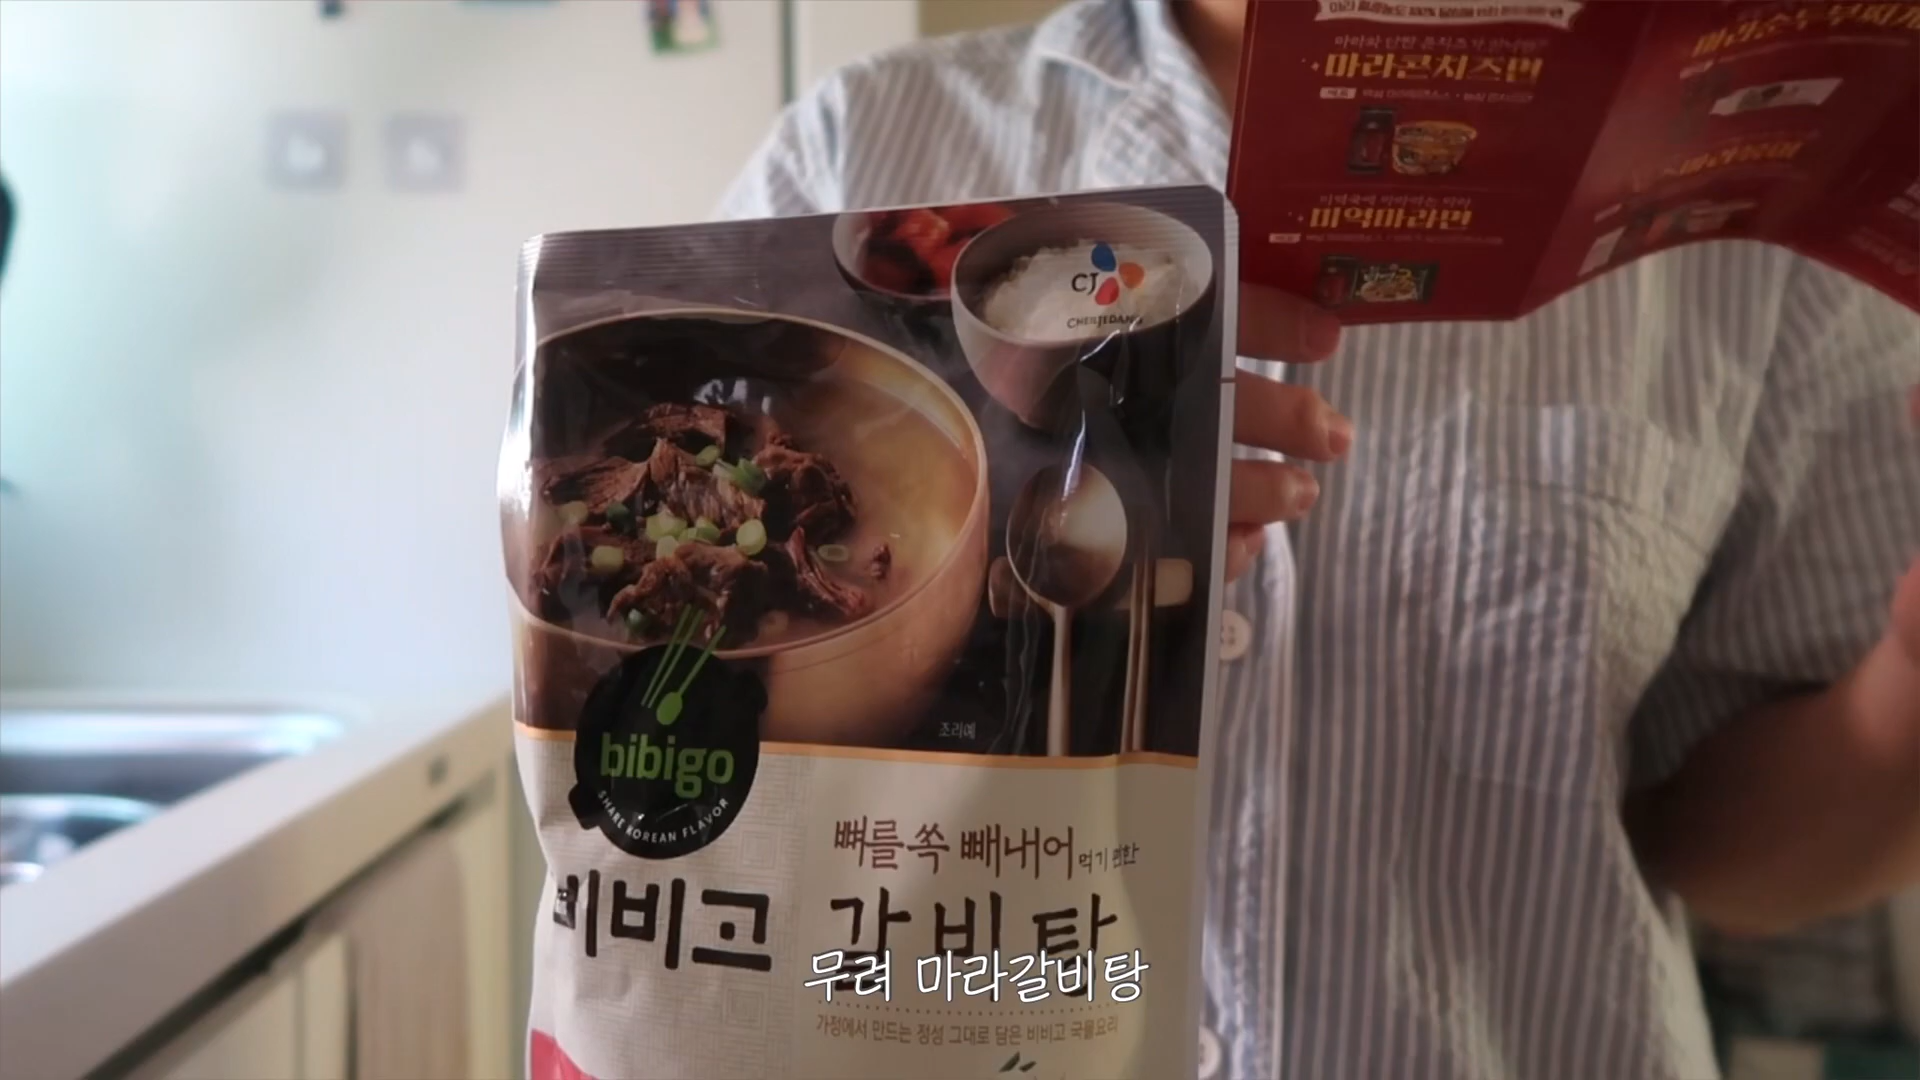 마라콘치즈면
미역마라면
CJ
CHEILJEDANG
조리예
bibigo
SHARE KOREAN FLAVOR
뼈를 쏙 빼내어 먹기 편한
비비고 갈비탕
무려 마라갈비탕
가정에서 만드는 정성 그대로 담은 비비고 국물요리